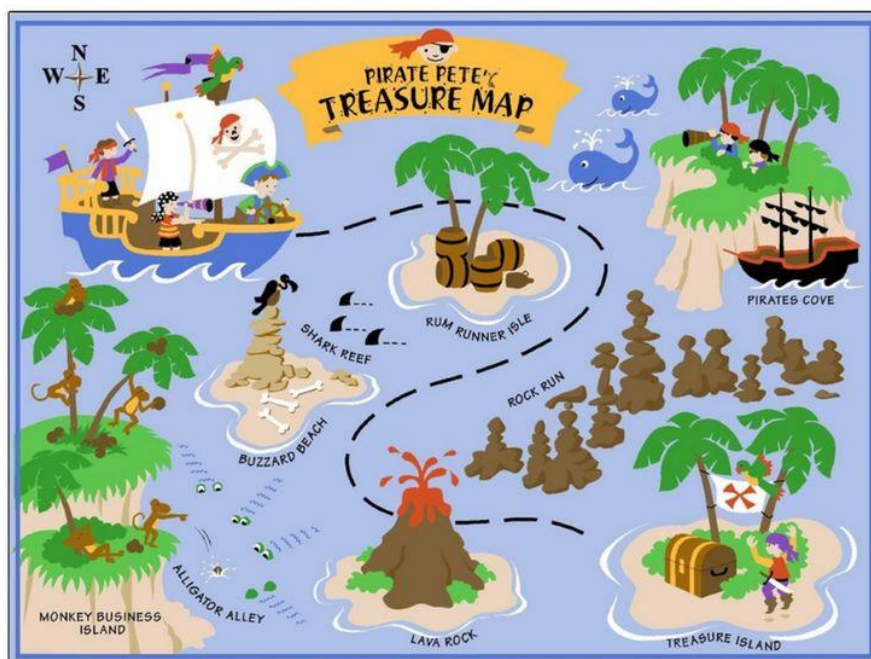 N
W E
S
PIRATE PETE'S
TREASURE MAP
PIRATES COVE
RUM RUNNER ISLE
SHARK REEF
ROCK RUN
BUZZARD BEACH
ALLIGATOR ALLEY
MONKEY BUSINESS
ISLAND
LAVA ROCK
TREASURE ISLAND